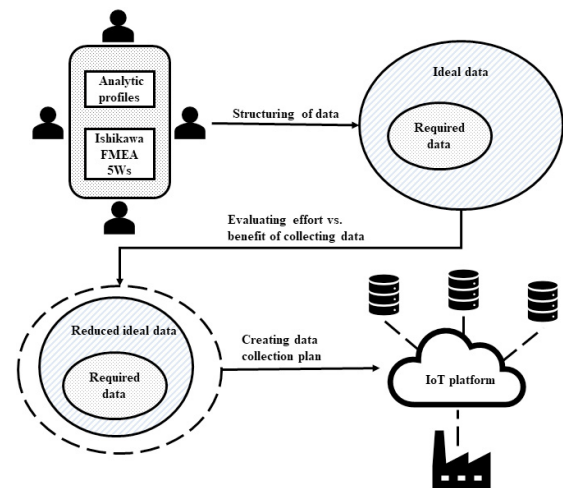 Analytic
profiles
Ishikawa
FMEA
5Ws
Structuring of data
Ideal data
Required
data
Evaluating effort vs.
benefit of collecting data
Reduced ideal data
Required
data
Creating data
collection plan
IoT platform